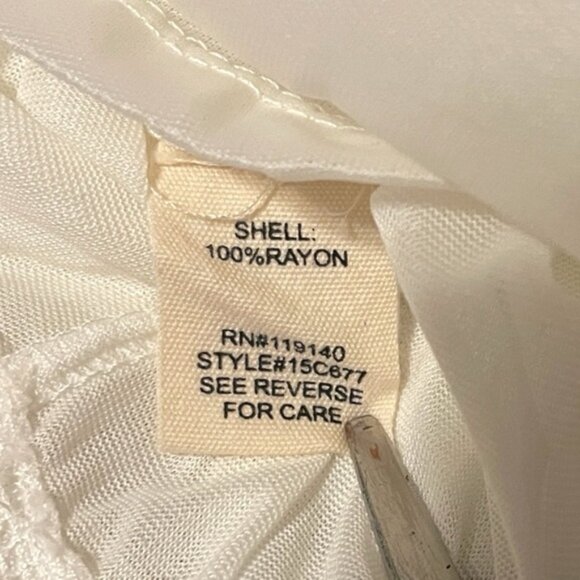 SHELL:
100%RAYON
RN#119140
STYLE#15C677
SEE REVERSE
FOR CARE